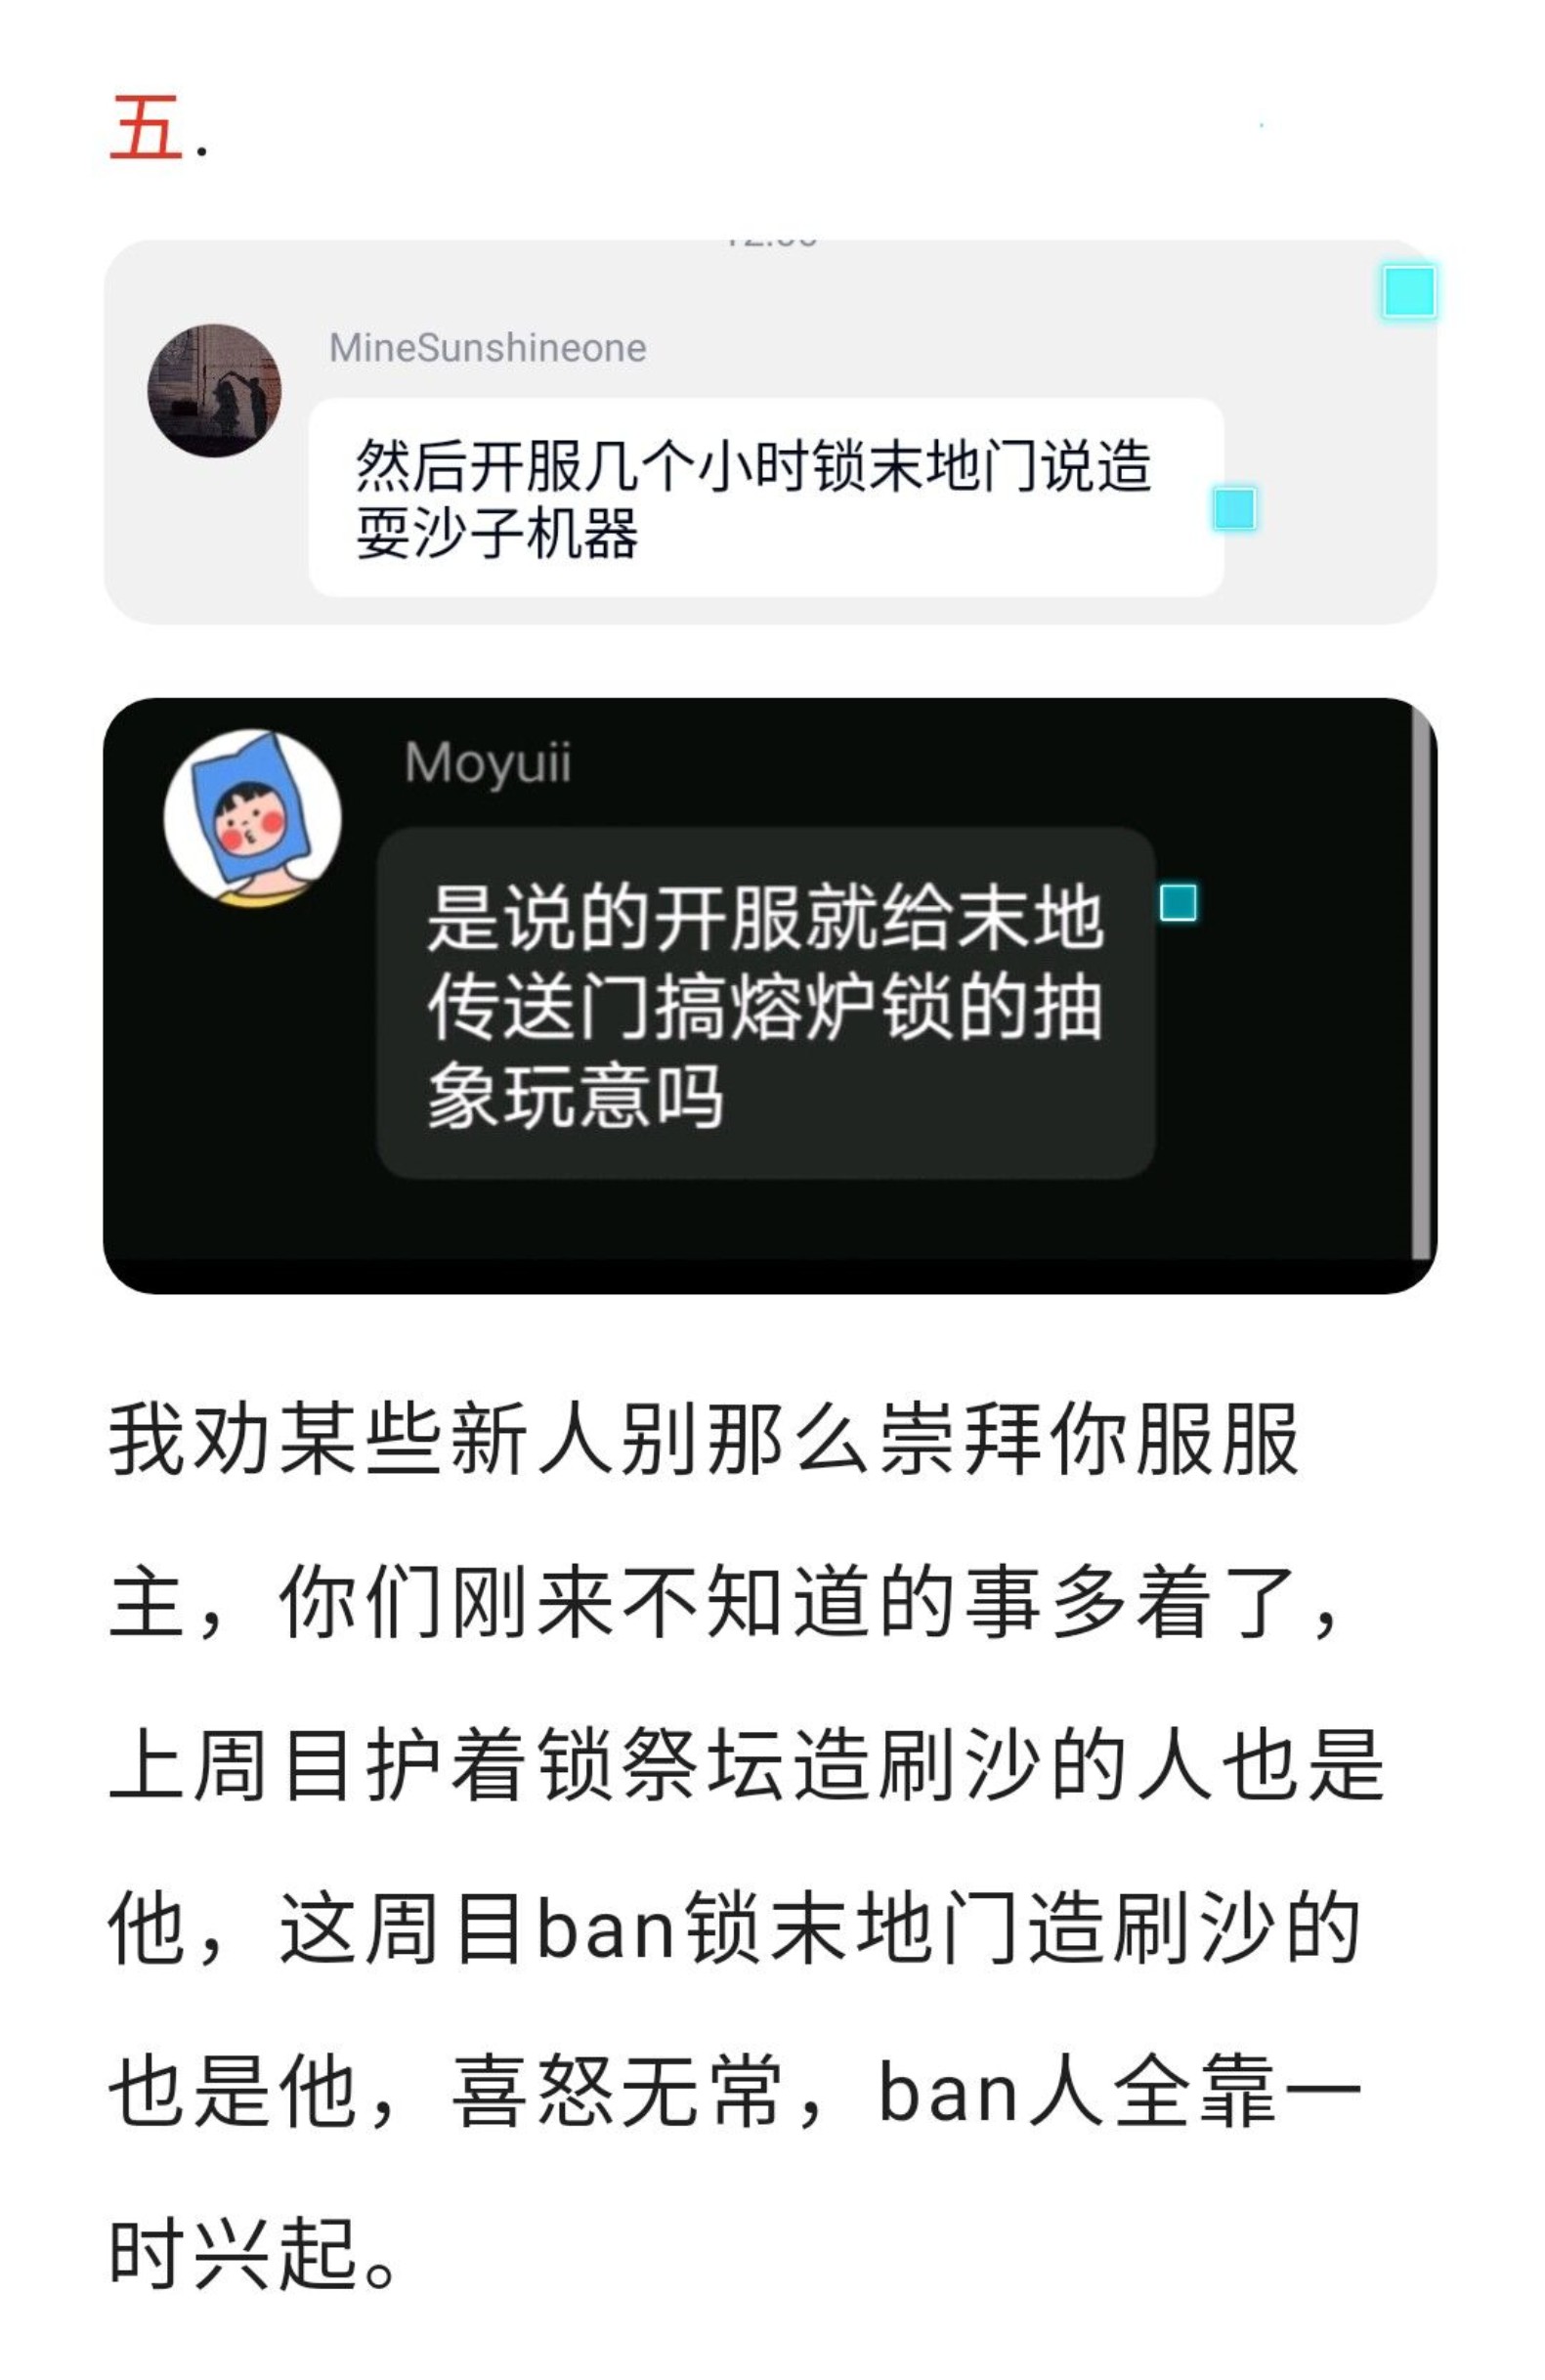 五.
MineSunshineone
然后开服几个小时锁末地门说造
耍沙子机器
Moyuii
是说的开服就给末地
传送门搞熔炉锁的抽
象玩意吗
我劝某些新人别那么崇拜你服服
主，你们刚来不知道的事多着了，
上周目护着锁祭坛造刷沙的人也是
他，这周目ban锁末地门造刷沙的
也是他，喜怒无常，ban人全靠一
时兴起。